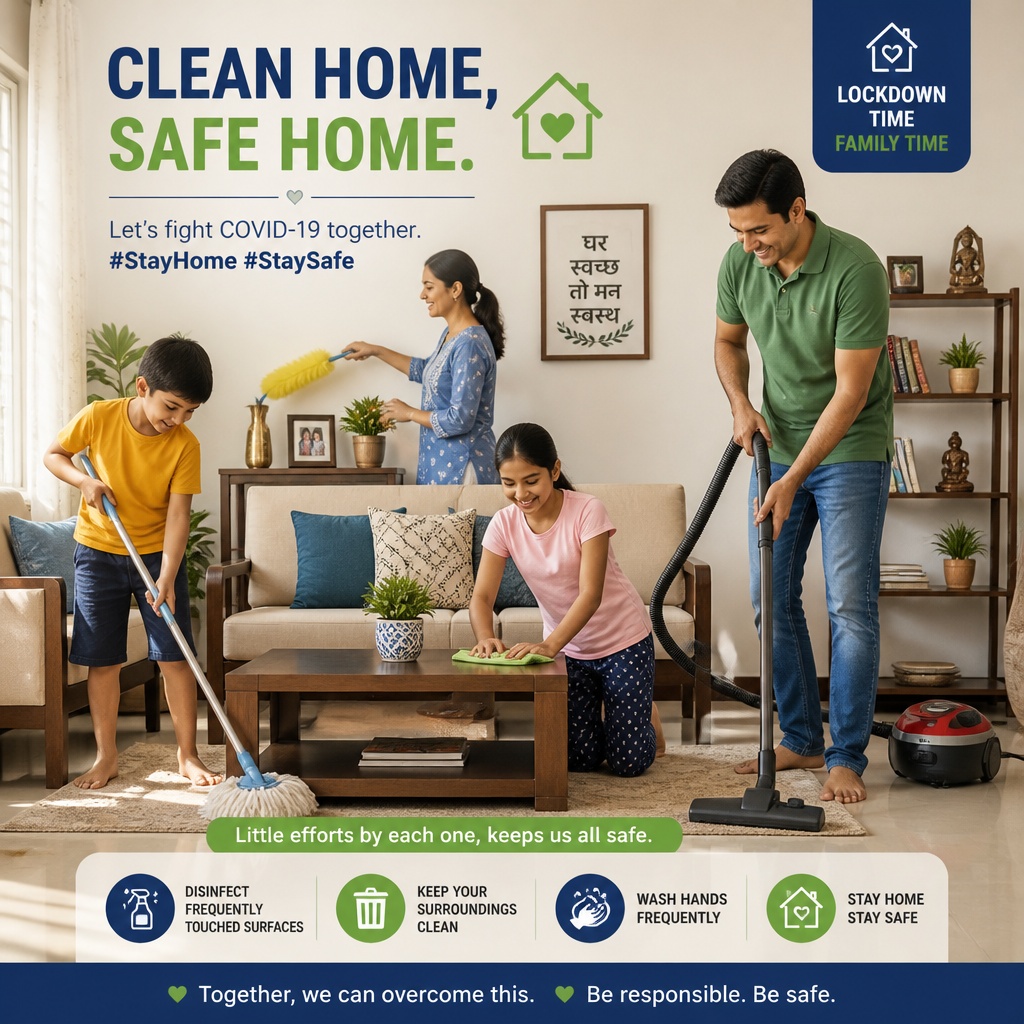 CLEAN HOME,
SAFE HOME.
Let's fight COVID-19 together.
#StayHome #StaySafe
LOCKDOWN
TIME
FAMILY TIME
घर
स्वच्छ
तो मन
स्वस्थ
Little efforts by each one, keeps us all safe.
DISINFECT
FREQUENTLY
TOUCHED SURFACES
KEEP YOUR
SURROUNDINGS
CLEAN
WASH HANDS
FREQUENTLY
STAY HOME
STAY SAFE
Together, we can overcome this.
Be responsible. Be safe.